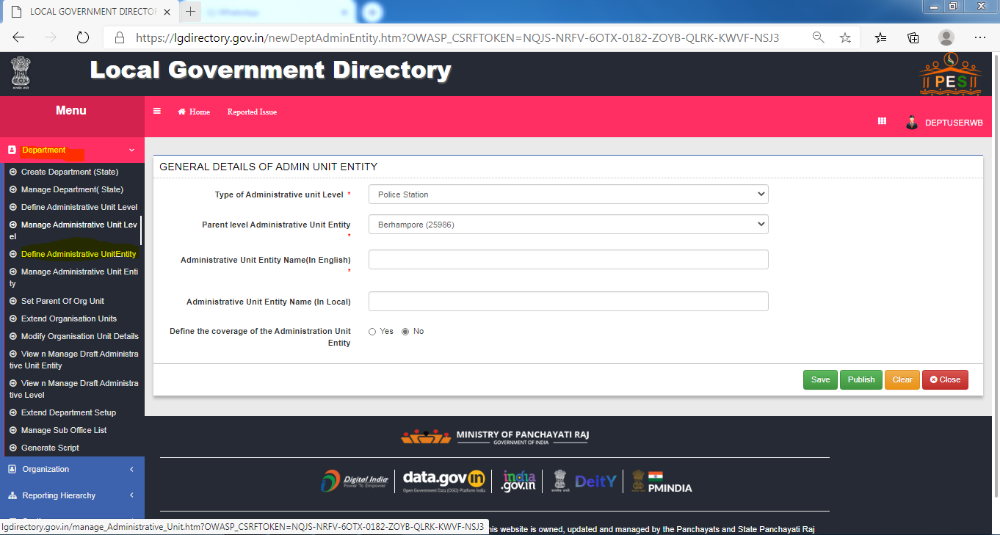 LOCAL GOVERNMENT DIRECTO
https://lgdirectory.gov.in/newDeptAdminEntity.htm?OWASP_CSRFTOKEN=NQJS-NRFV-6OTX-0182-ZOYB-QLRK-KWVF-NSJ3
Local Government Directory
PES
Menu
Home
Reported Issue
DEPTUSERWB
Department
Create Department (State)
Manage Department( State)
Define Administrative Unit Level
Manage Administrative Unit Lev
el
Define Administrative UnitEntity
Manage Administrative Unit Enti
ty
Set Parent Of Org Unit
Extend Organisation Units
Modify Organisation Unit Details
View n Manage Draft Administra
tive Unit Entity
View n Manage Draft Administra
tive Level
Extend Department Setup
Manage Sub Office List
Generate Script
Organization
Reporting Hierarchy
GENERAL DETAILS OF ADMIN UNIT ENTITY
Type of Administrative unit Level *
Police Station
Parent level Administrative Unit Entity
*
Berhampore (25986)
Administrative Unit Entity Name(In English)
*
Administrative Unit Entity Name (In Local)
Define the coverage of the Administration Unit
Entity
Yes No
Save Publish Clear Close
MINISTRY OF PANCHAYATI RAJ
GOVERNMENT OF INDIA
Digital India
Power To Empower
data.gov in
Open Government Data (OGD) Platform India
india
.gov.in
DeitY
PMINDIA
lgdirectory.gov.in/manage_Administrative_Unit.htm?OWASP_CSRFTOKEN=NQJS-NRFV-6OTX-0182-ZOYB-QLRK-KWVF-NSJ3
his website is owned, updated and managed by the Panchayats and State Panchayati Raj